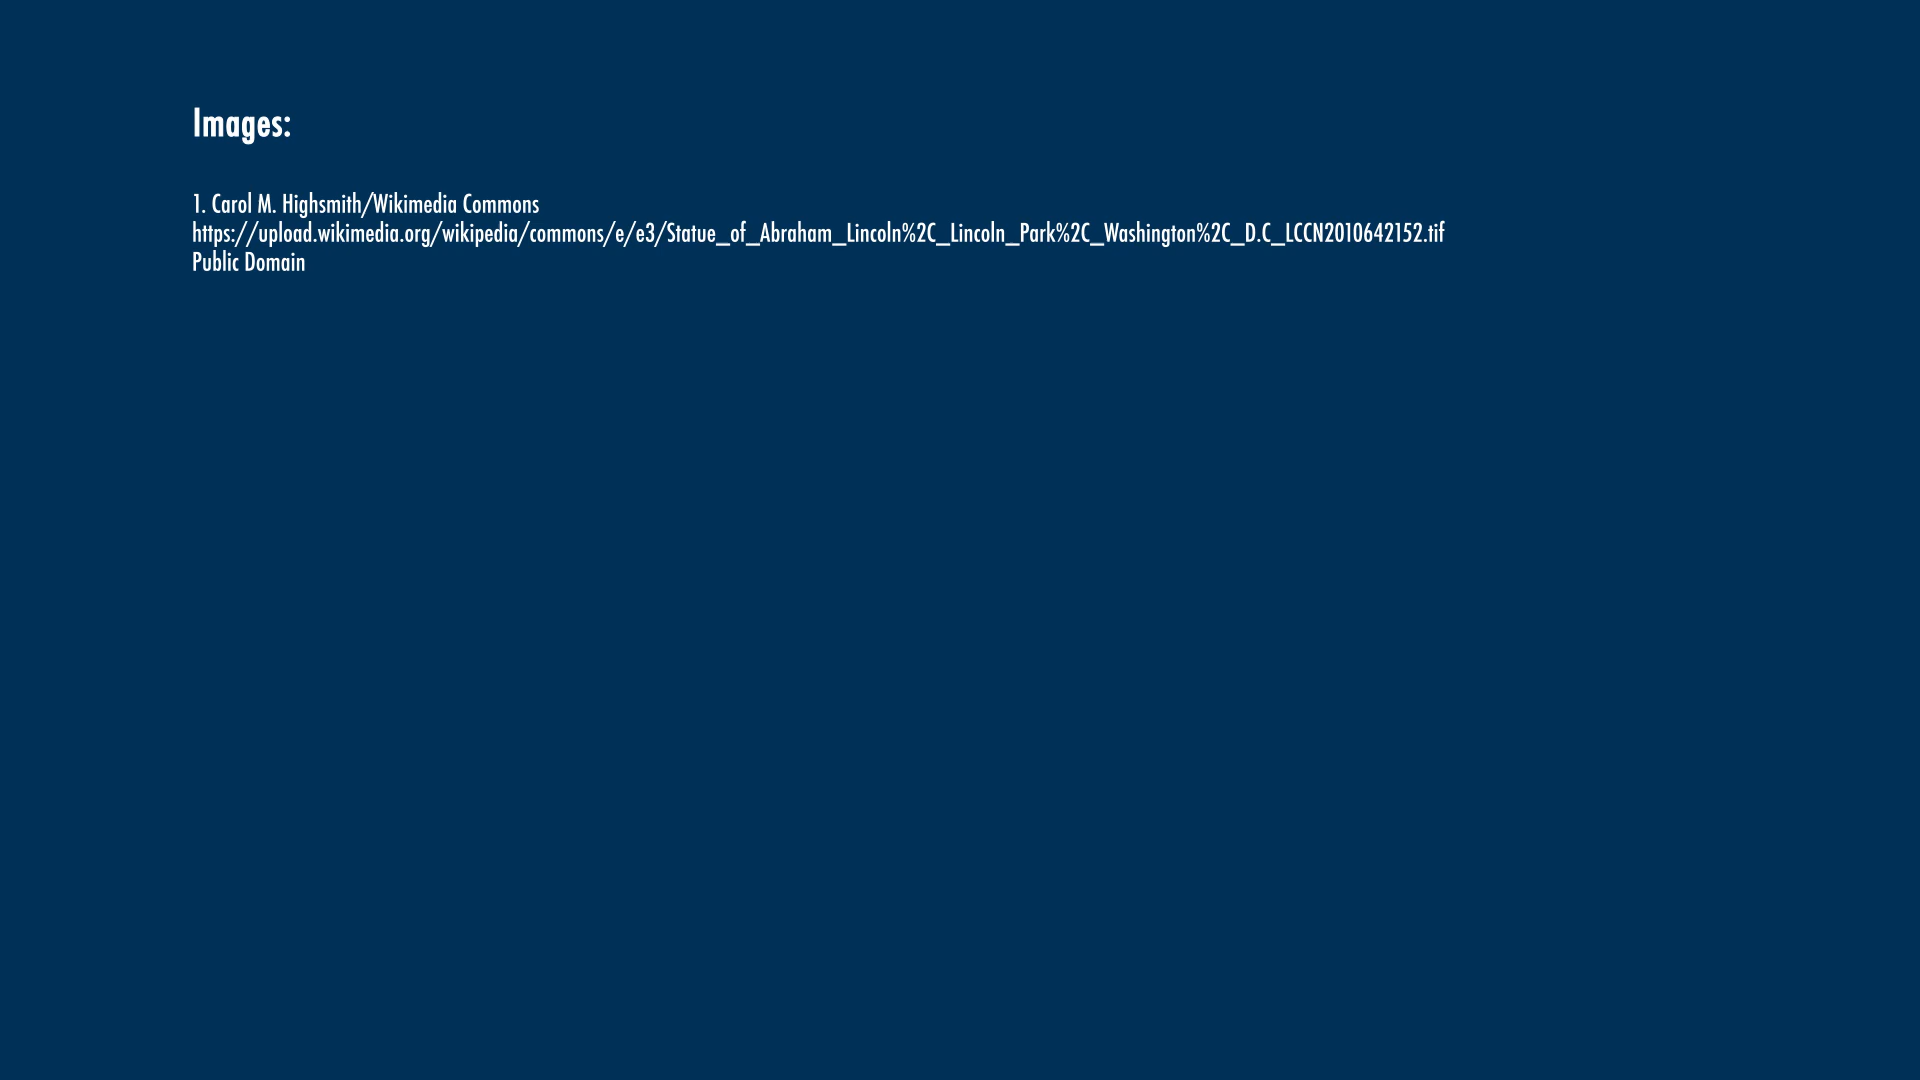 Images:
1. Carol M. Highsmith/Wikimedia Commons
https://upload.wikimedia.org/wikipedia/commons/e/e3/Statue_of_Abraham_Lincoln%2C_Lincoln_Park%2C_Washington%2C_D.C_LCCN2010642152.tif
Public Domain